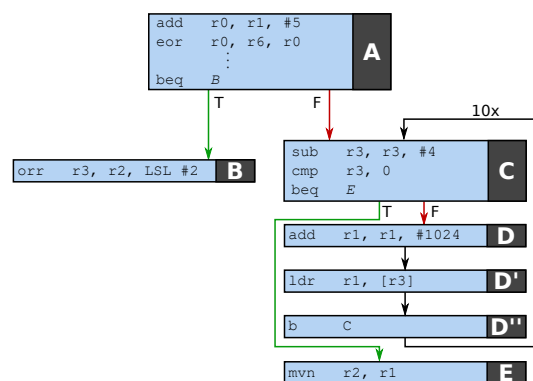 add r0, r1, #5
eor r0, r6, r0
⋮
beq B
A
T F
10x
sub r3, r3, #4
cmp r3, 0
beq E
C
orr r3, r2, LSL #2
B
T F
add r1, r1, #1024
D
ldr r1, [r3]
D'
b C
D''
mvn r2, r1
E